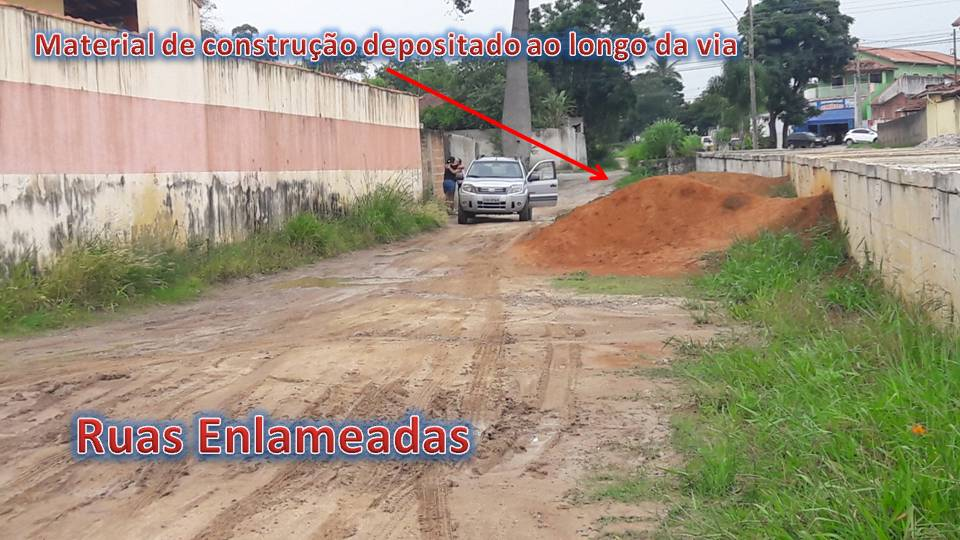 Material de construção depositado ao longo da via
Ruas Enlameadas